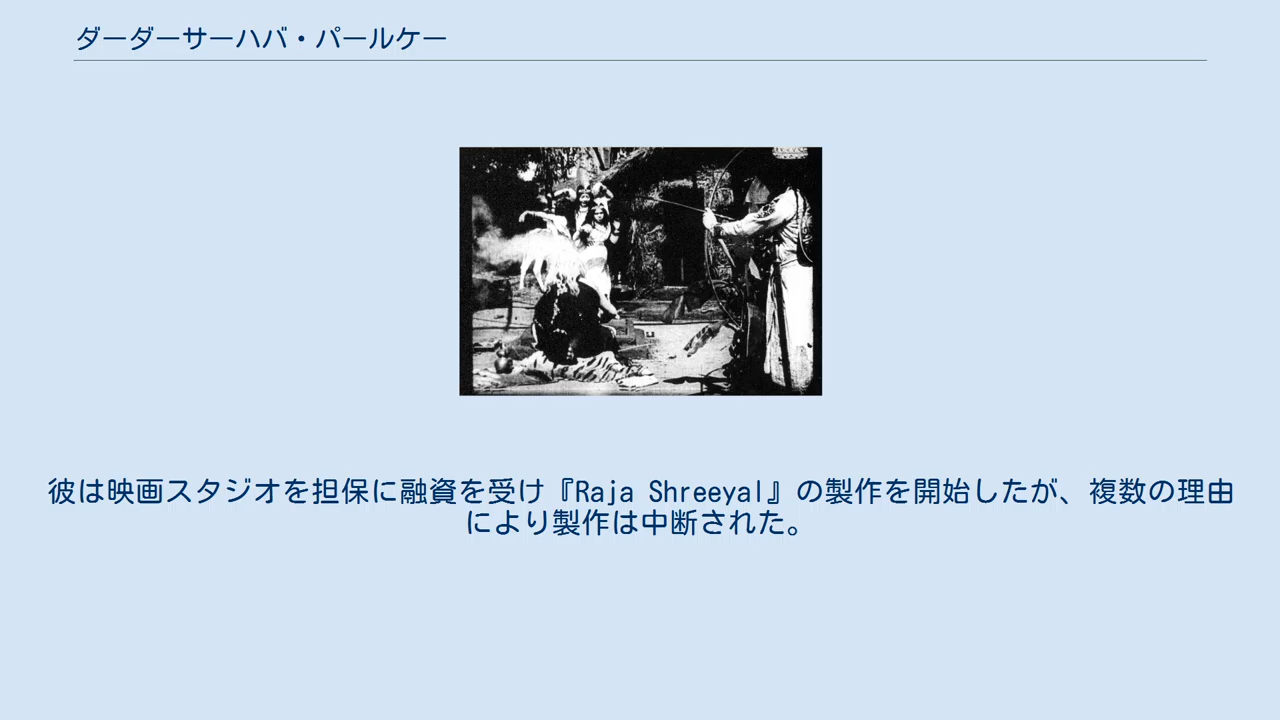 ダーダーサーハバ・パールケー
彼は映画スタジオを担保に融資を受け『Raja Shreeyal』の製作を開始したが、複数の理由
により製作は中断された。